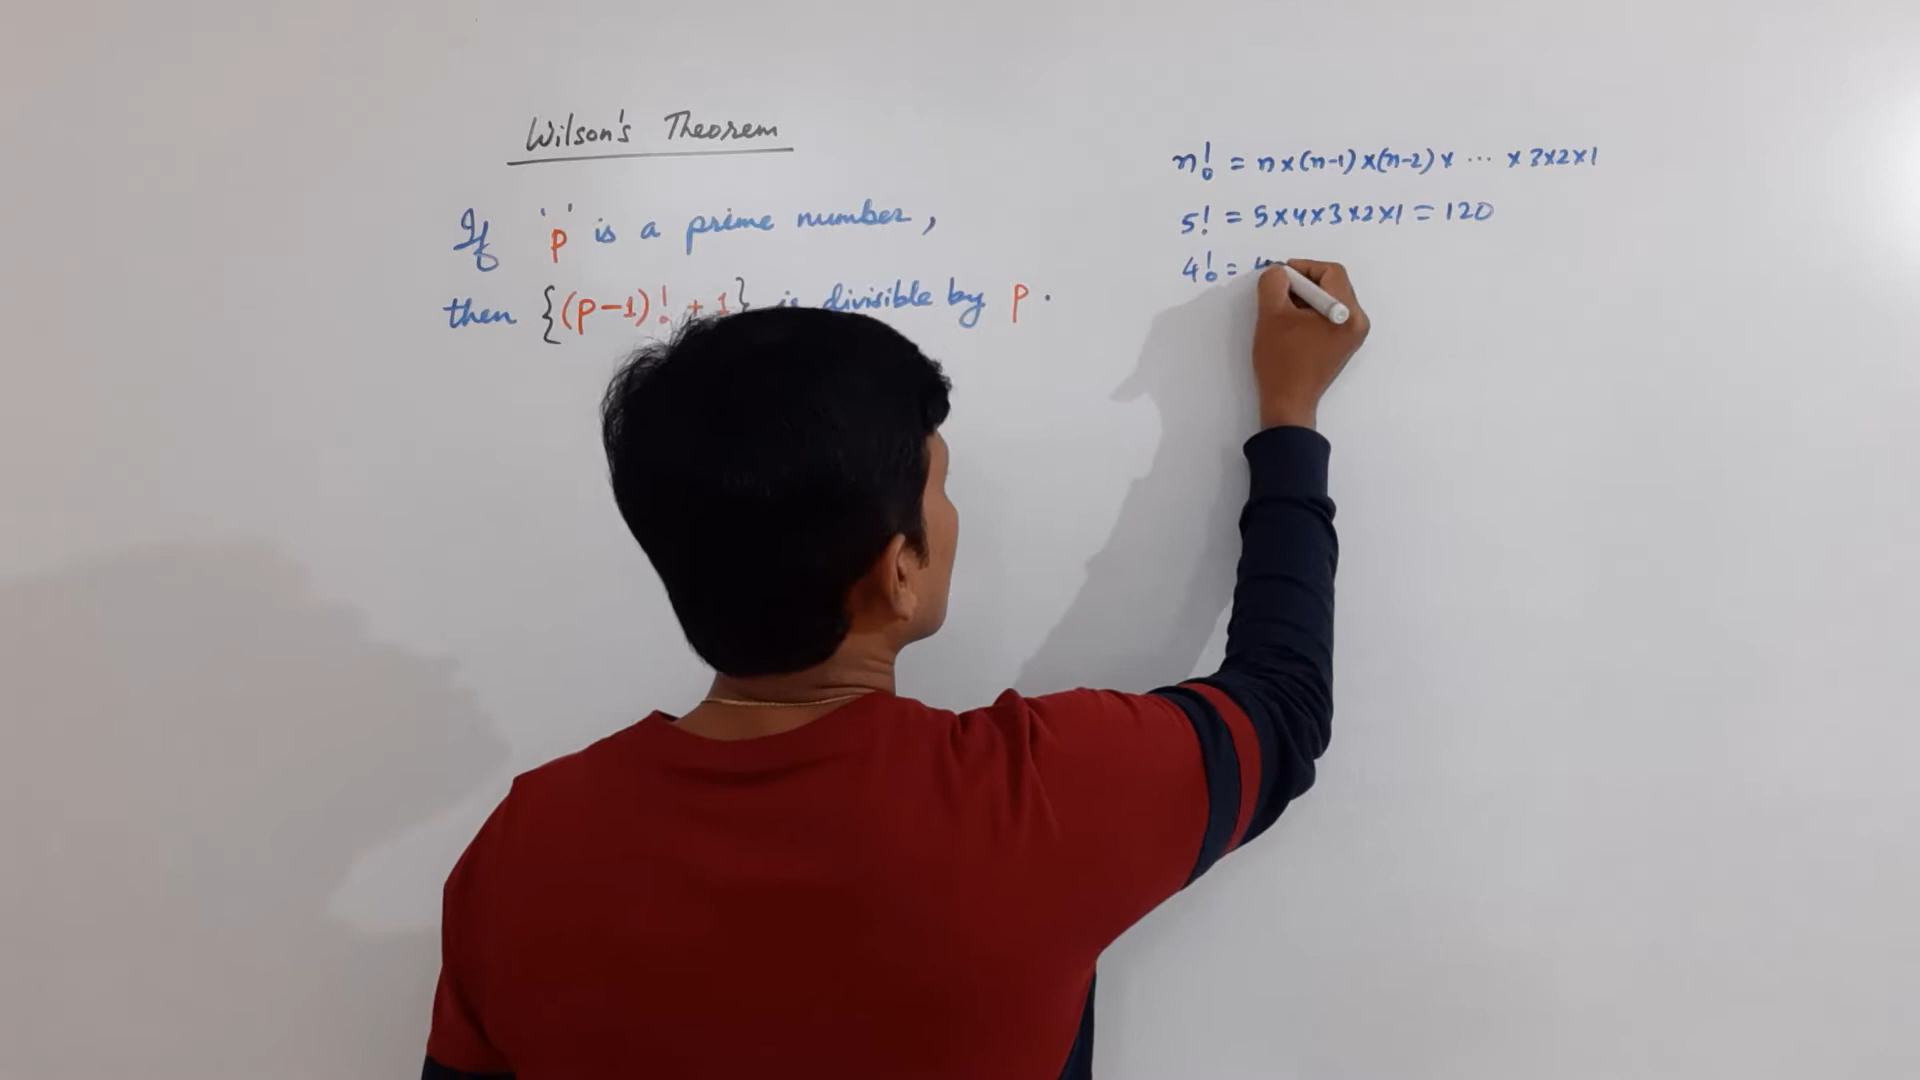 Wilson's Theorem
If 'p' is a prime number,
then {(p-1)! + 1} is divisible by p.
n! = n×(n-1)×(n-2)× ... × 3×2×1
5! = 5×4×3×2×1 = 120
4! = 4